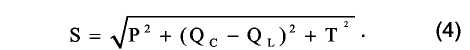 S = √P² + (Q_C − Q_L)² + T² . (4)